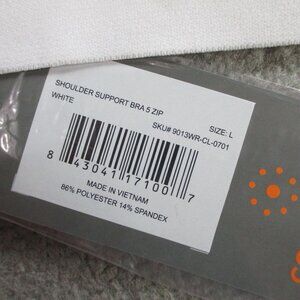 SHOULDER SUPPORT BRA 5 ZIP
WHITE SIZE: L
SKU# 9013WR-CL-0701
8 43041 17100 7
MADE IN VIETNAM
86% POLYESTER 14% SPANDEX